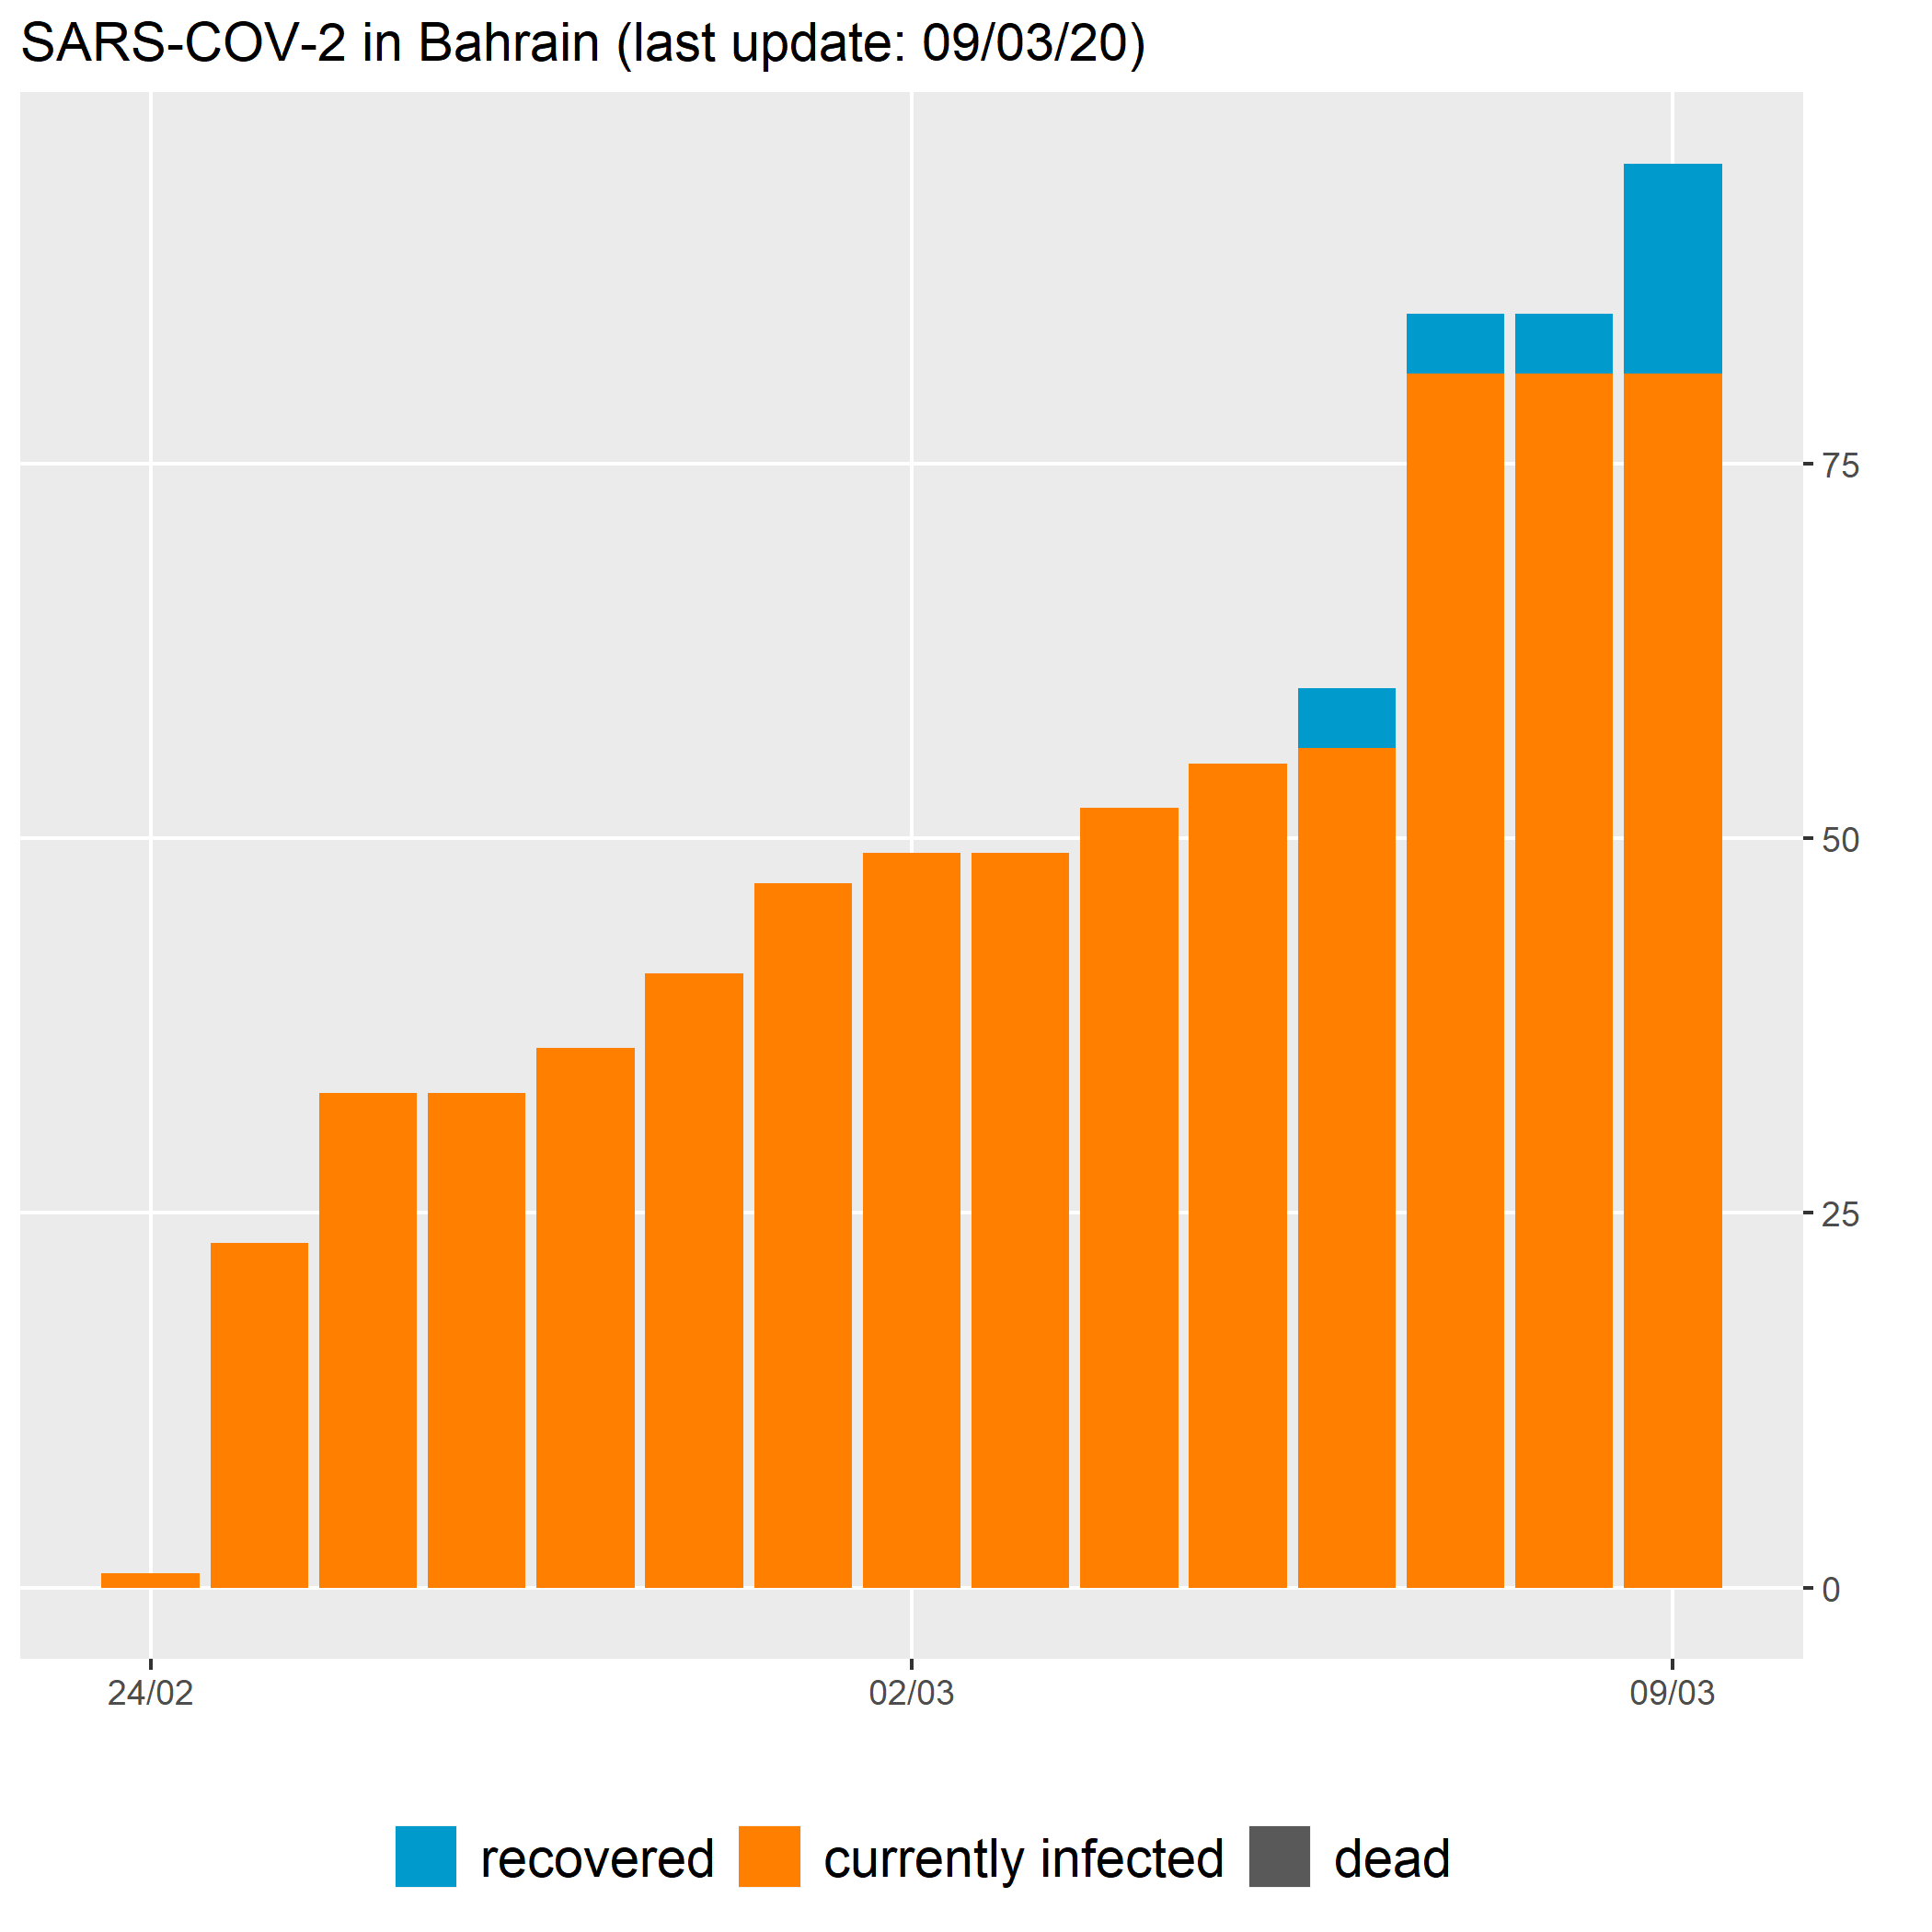 SARS-COV-2 in Bahrain (last update: 09/03/20)
75
50
25
0
24/02 02/03 09/03
recovered currently infected dead